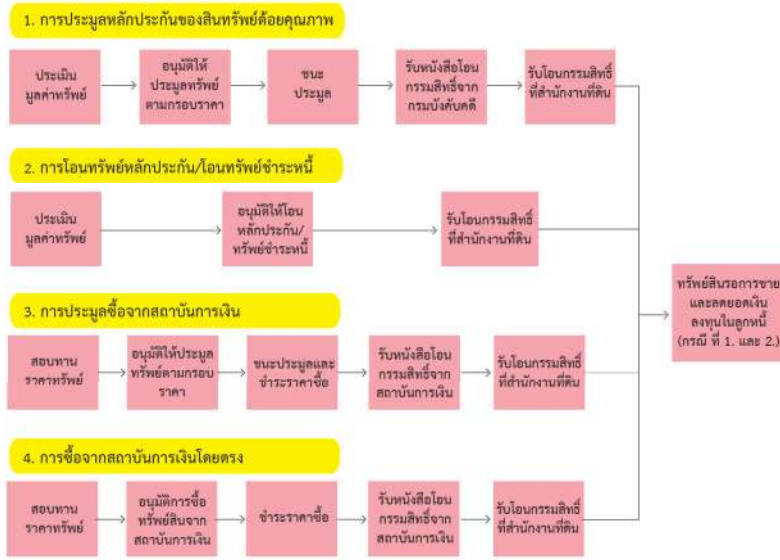 1. การประมูลหลักประกันของสินทรัพย์ด้อยคุณภาพ
ประเมิน
มูลค่าทรัพย์
อนุมัติให้
ประมูลทรัพย์
ตามกรอบราคา
ชนะ
ประมูล
รับหนังสือโอน
กรรมสิทธิ์จาก
กรมบังคับคดี
รับโอนกรรมสิทธิ์
ที่สำนักงานที่ดิน
2. การโอนทรัพย์หลักประกัน/โอนทรัพย์ชำระหนี้
ประเมิน
มูลค่าทรัพย์
อนุมัติให้โอน
หลักประกัน/
ทรัพย์ชำระหนี้
รับโอนกรรมสิทธิ์
ที่สำนักงานที่ดิน
3. การประมูลซื้อจากสถาบันการเงิน
สอบทาน
ราคาทรัพย์
อนุมัติให้ประมูล
ทรัพย์ตามกรอบ
ราคา
ชนะประมูลและ
ชำระราคาซื้อ
รับหนังสือโอน
กรรมสิทธิ์จาก
สถาบันการเงิน
รับโอนกรรมสิทธิ์
ที่สำนักงานที่ดิน
4. การซื้อจากสถาบันการเงินโดยตรง
สอบทาน
ราคาทรัพย์
อนุมัติการซื้อ
ทรัพย์สินจาก
สถาบันการเงิน
ชำระราคาซื้อ
รับหนังสือโอน
กรรมสิทธิ์จาก
สถาบันการเงิน
รับโอนกรรมสิทธิ์
ที่สำนักงานที่ดิน
ทรัพย์สินรอการขาย
และลดยอดเงิน
ลงทุนในลูกหนี้
(กรณี ที่ 1. และ 2.)